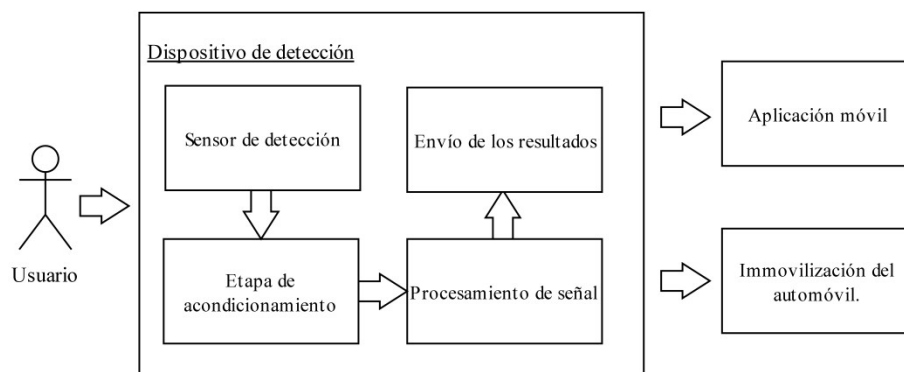 Dispositivo de detección
Sensor de detección
Envío de los resultados
Aplicación móvil
Usuario
Etapa de
acondicionamiento
Procesamiento de señal
Immovilización del
automóvil.